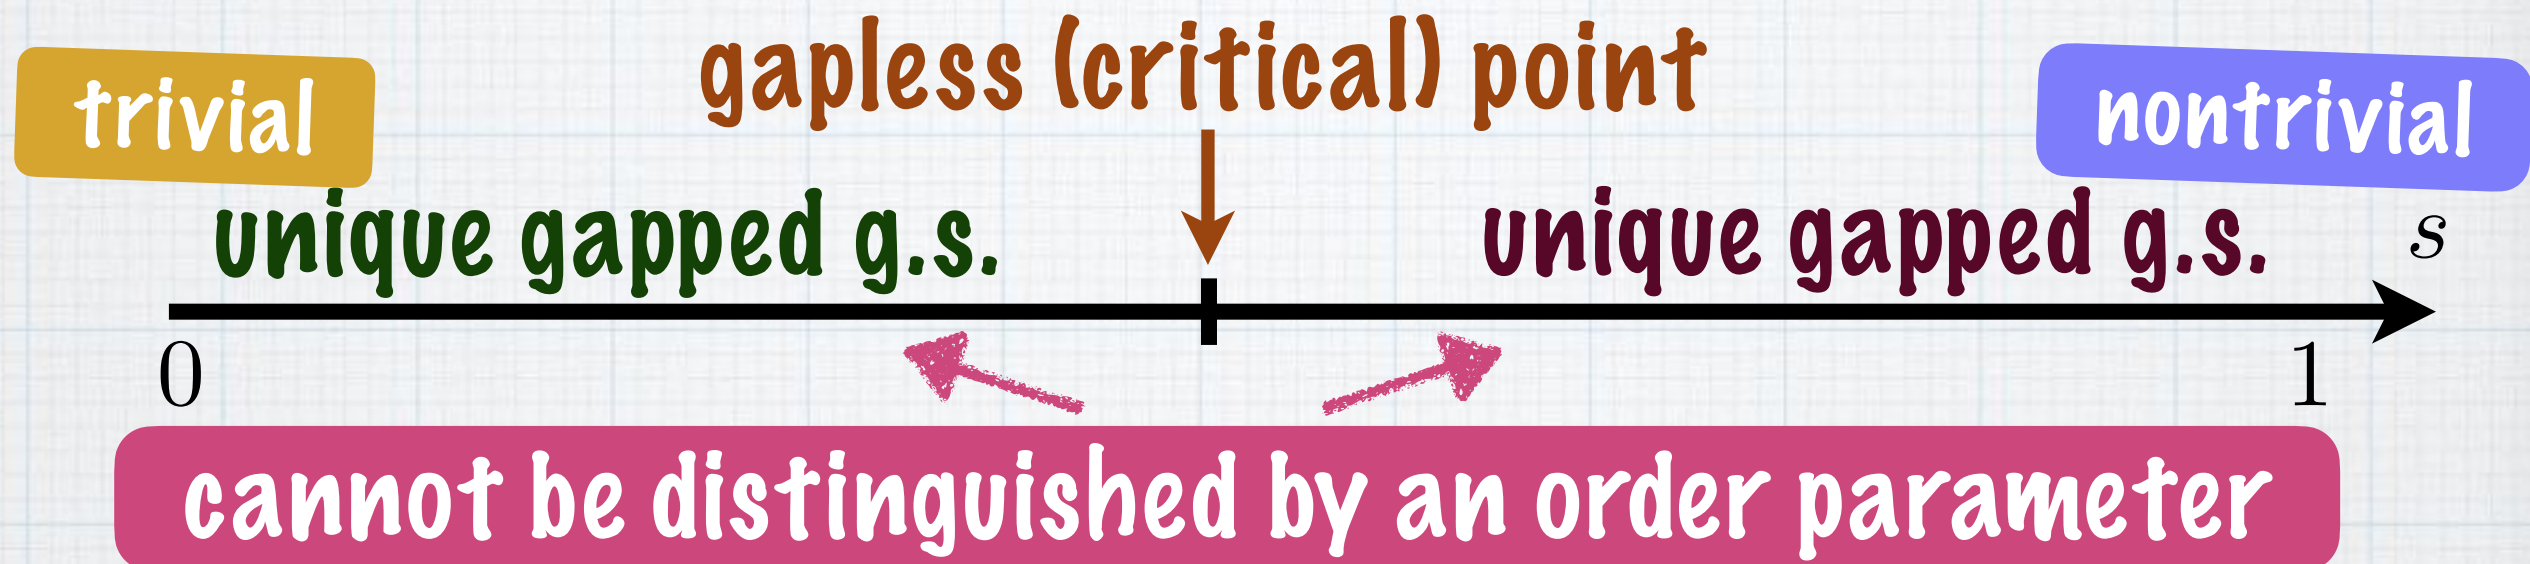 gapless (critical) point
trivial
nontrivial
unique gapped g.s.
unique gapped g.s.
s
0
1
cannot be distinguished by an order parameter